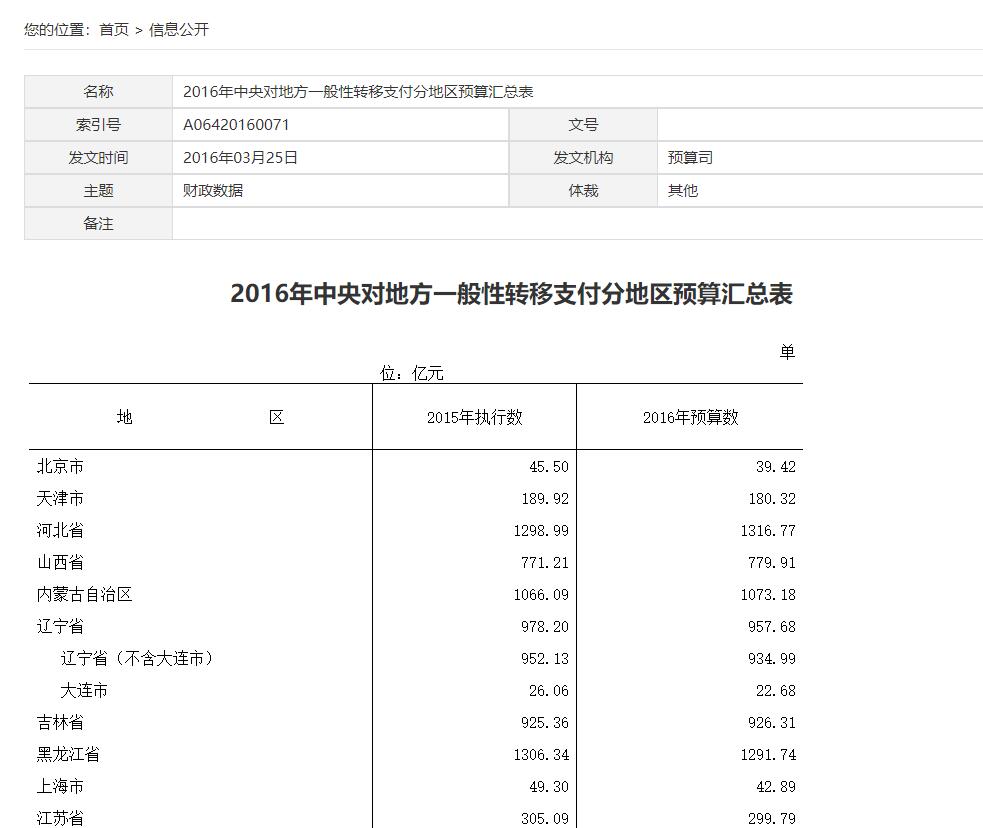 您的位置：首页 > 信息公开
名称 2016年中央对地方一般性转移支付分地区预算汇总表
索引号 A06420160071 文号
发文时间 2016年03月25日 发文机构 预算司
主题 财政数据 体裁 其他
备注
2016年中央对地方一般性转移支付分地区预算汇总表
单
位：亿元
地 区 2015年执行数 2016年预算数
北京市 45.50 39.42
天津市 189.92 180.32
河北省 1298.99 1316.77
山西省 771.21 779.91
内蒙古自治区 1066.09 1073.18
辽宁省 978.20 957.68
辽宁省（不含大连市） 952.13 934.99
大连市 26.06 22.68
吉林省 925.36 926.31
黑龙江省 1306.34 1291.74
上海市 49.30 42.89
江苏省 305.09 299.79